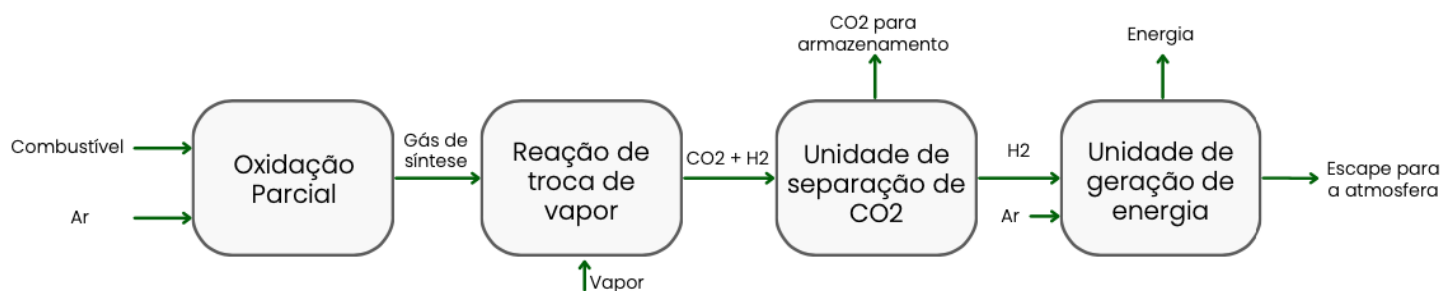 Combustível
Ar
Oxidação
Parcial
Gás de
síntese
Reação de
troca de
vapor
Vapor
CO2 + H2
CO2 para
armazenamento
Unidade de
separação de
CO2
H2
Ar
Energia
Unidade de
geração de
energia
Escape para
a atmosfera